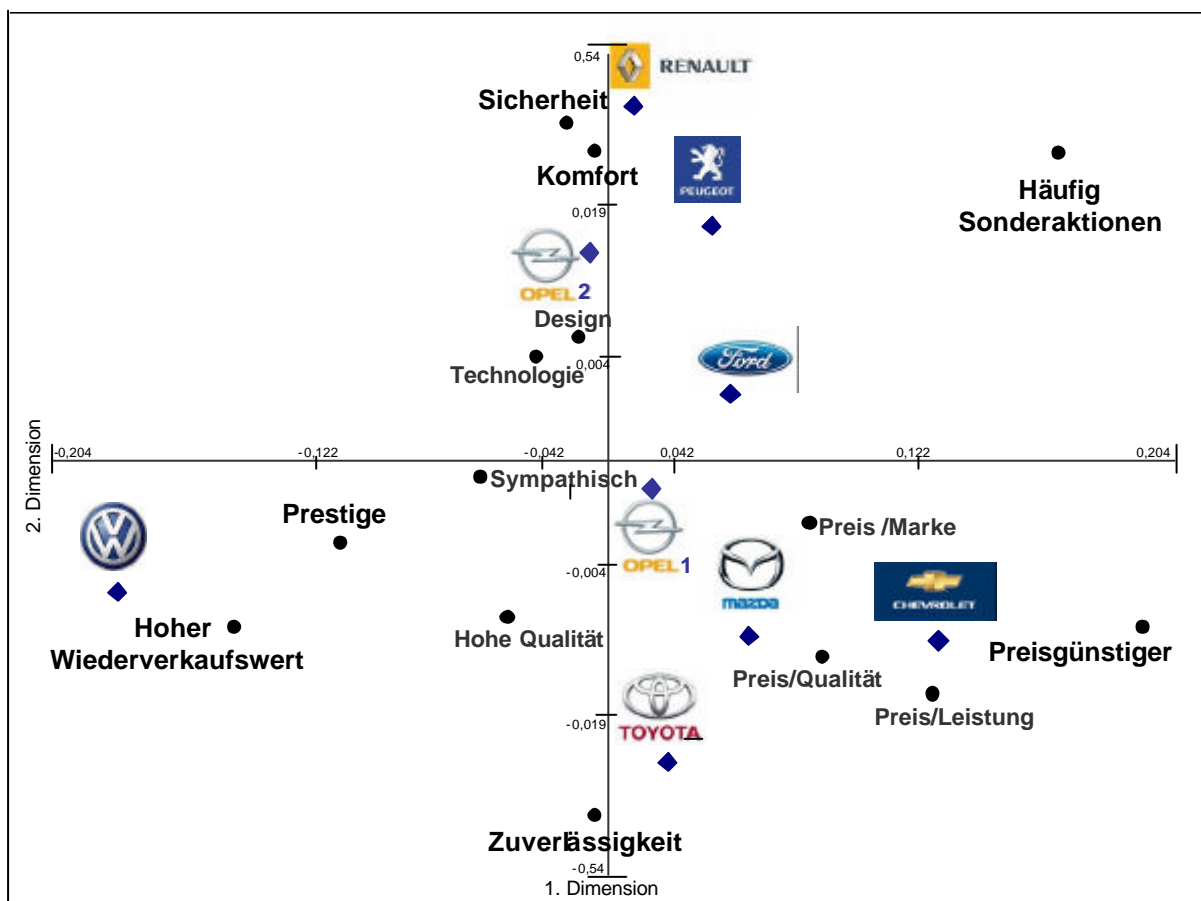 0,54
RENAULT
Sicherheit
Komfort
PEUGEOT
Häufig
Sonderaktionen
0,019
OPEL 2
Design
Technologie
0,004
Ford
2. Dimension
-0,204
-0,122
-0,042
0,042
0,122
0,204
Sympathisch
Prestige
Preis /Marke
OPEL 1
-0,004
mazda
CHEVROLET
Hoher
Wiederverkaufswert
Hohe Qualität
Preisgünstiger
Preis/Qualität
Preis/Leistung
-0,019
TOYOTA
Zuverlässigkeit
-0,54
1. Dimension